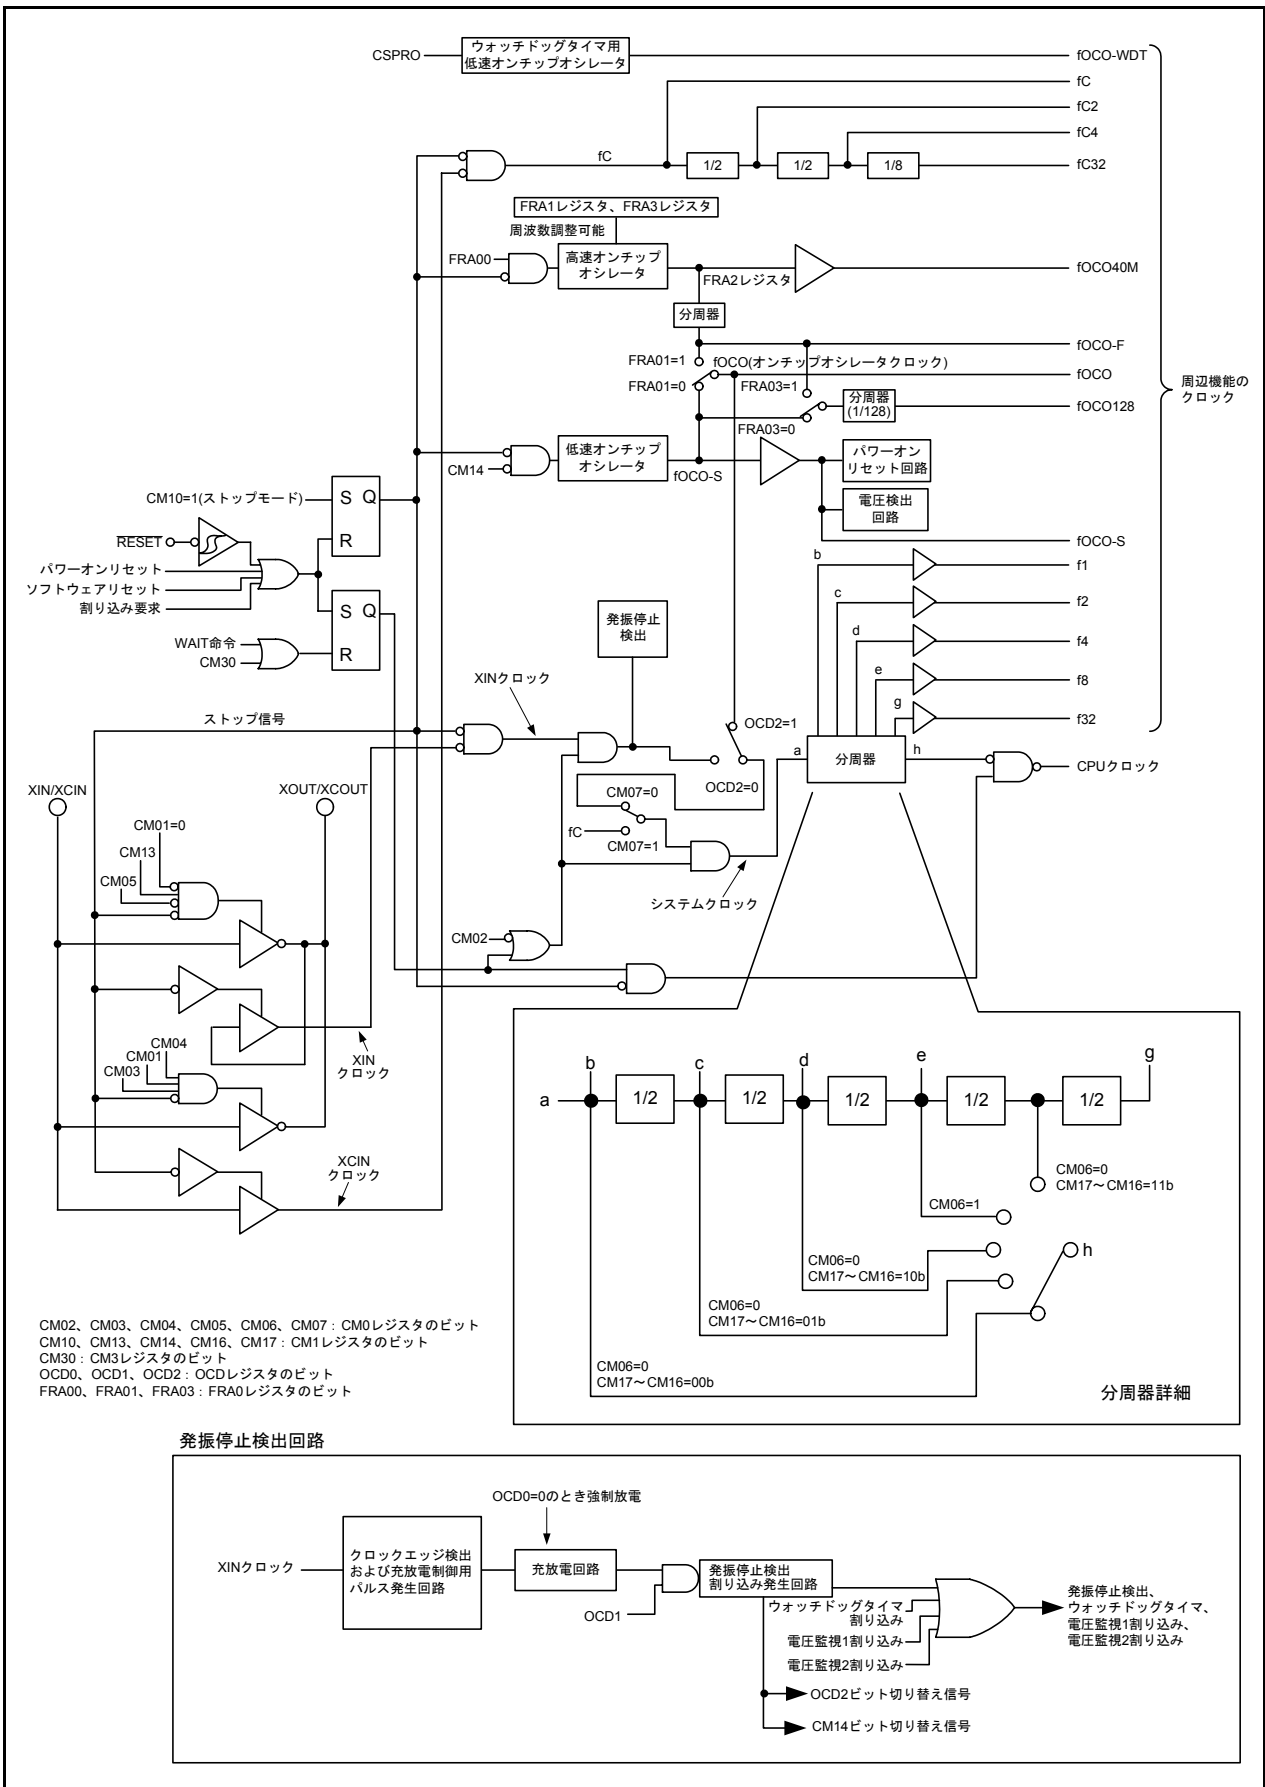 CSPRO
ウォッチドッグタイマ用
低速オンチップオシレータ
fOCO-WDT
fC
fC2
fC4
fC
1/2
1/2
1/8
fC32
FRA1レジスタ、FRA3レジスタ
周波数調整可能
FRA00
高速オンチップ
オシレータ
FRA2レジスタ
fOCO40M
分周器
fOCO-F
FRA01=1
fOCO(オンチップオシレータクロック)
fOCO
FRA01=0
FRA03=1
分周器
(1/128)
fOCO128
周辺機能の
クロック
FRA03=0
CM14
低速オンチップ
オシレータ
fOCO-S
パワーオン
リセット回路
電圧検出
回路
fOCO-S
CM10=1(ストップモード)
S Q
R
RESET
パワーオンリセット
ソフトウェアリセット
割り込み要求
S Q
R
WAIT命令
CM30
b
f1
c
f2
d
f4
e
f8
g
f32
発振停止
検出
XINクロック
ストップ信号
OCD2=1
a
分周器
h
CPUクロック
OCD2=0
XIN/XCIN
XOUT/XCOUT
CM07=0
fC
CM07=1
システムクロック
CM01=0
CM13
CM05
CM02
XIN
クロック
CM04
CM01
CM03
XCIN
クロック
a
b
1/2
c
1/2
d
1/2
e
1/2
1/2
g
CM06=0
CM17～CM16=11b
CM06=1
h
CM06=0
CM17～CM16=10b
CM06=0
CM17～CM16=01b
CM06=0
CM17～CM16=00b
分周器詳細
CM02、CM03、CM04、CM05、CM06、CM07：CM0レジスタのビット
CM10、CM13、CM14、CM16、CM17：CM1レジスタのビット
CM30：CM3レジスタのビット
OCD0、OCD1、OCD2：OCDレジスタのビット
FRA00、FRA01、FRA03：FRA0レジスタのビット
発振停止検出回路
OCD0=0のとき強制放電
XINクロック
クロックエッジ検出
および充放電制御用
パルス発生回路
充放電回路
OCD1
発振停止検出
割り込み発生回路
ウォッチドッグタイマ
割り込み
電圧監視1割り込み
電圧監視2割り込み
発振停止検出、
ウォッチドッグタイマ、
電圧監視1割り込み、
電圧監視2割り込み
OCD2ビット切り替え信号
CM14ビット切り替え信号